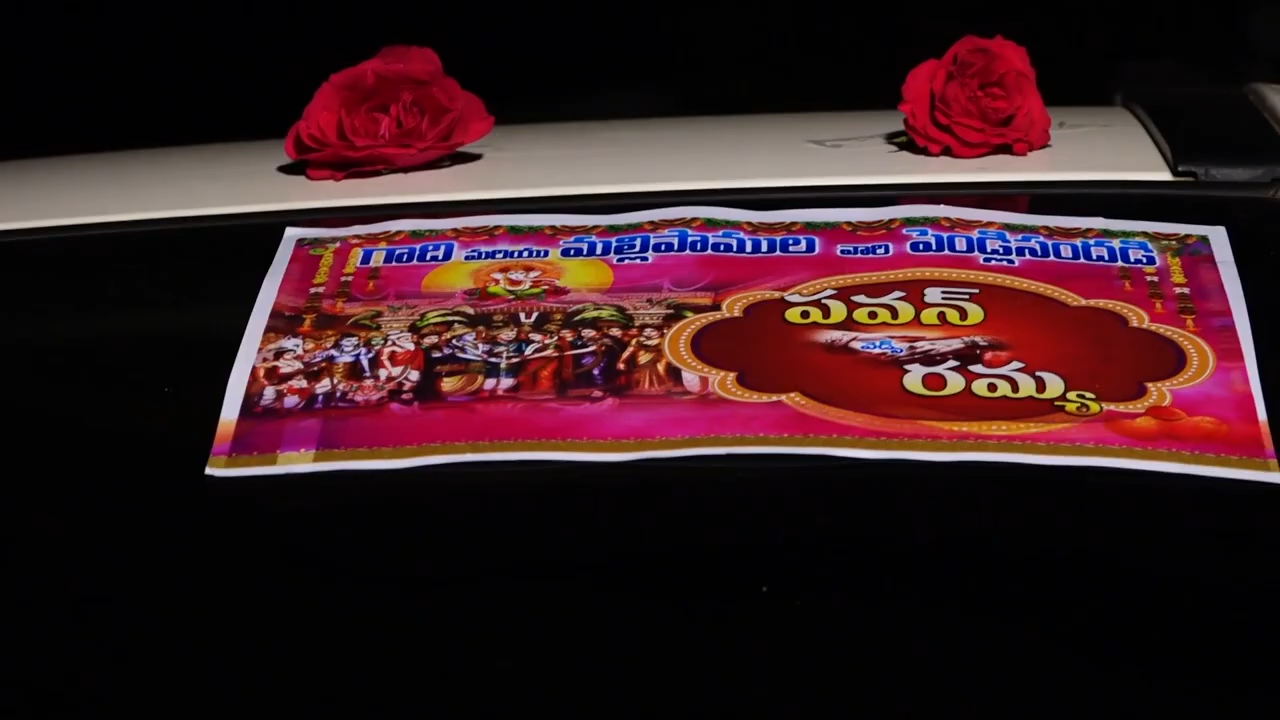 గాది మరియు మల్లిపాముల వారి పెండ్లిసందడి
పవన్
వెడ్స్
రమ్య